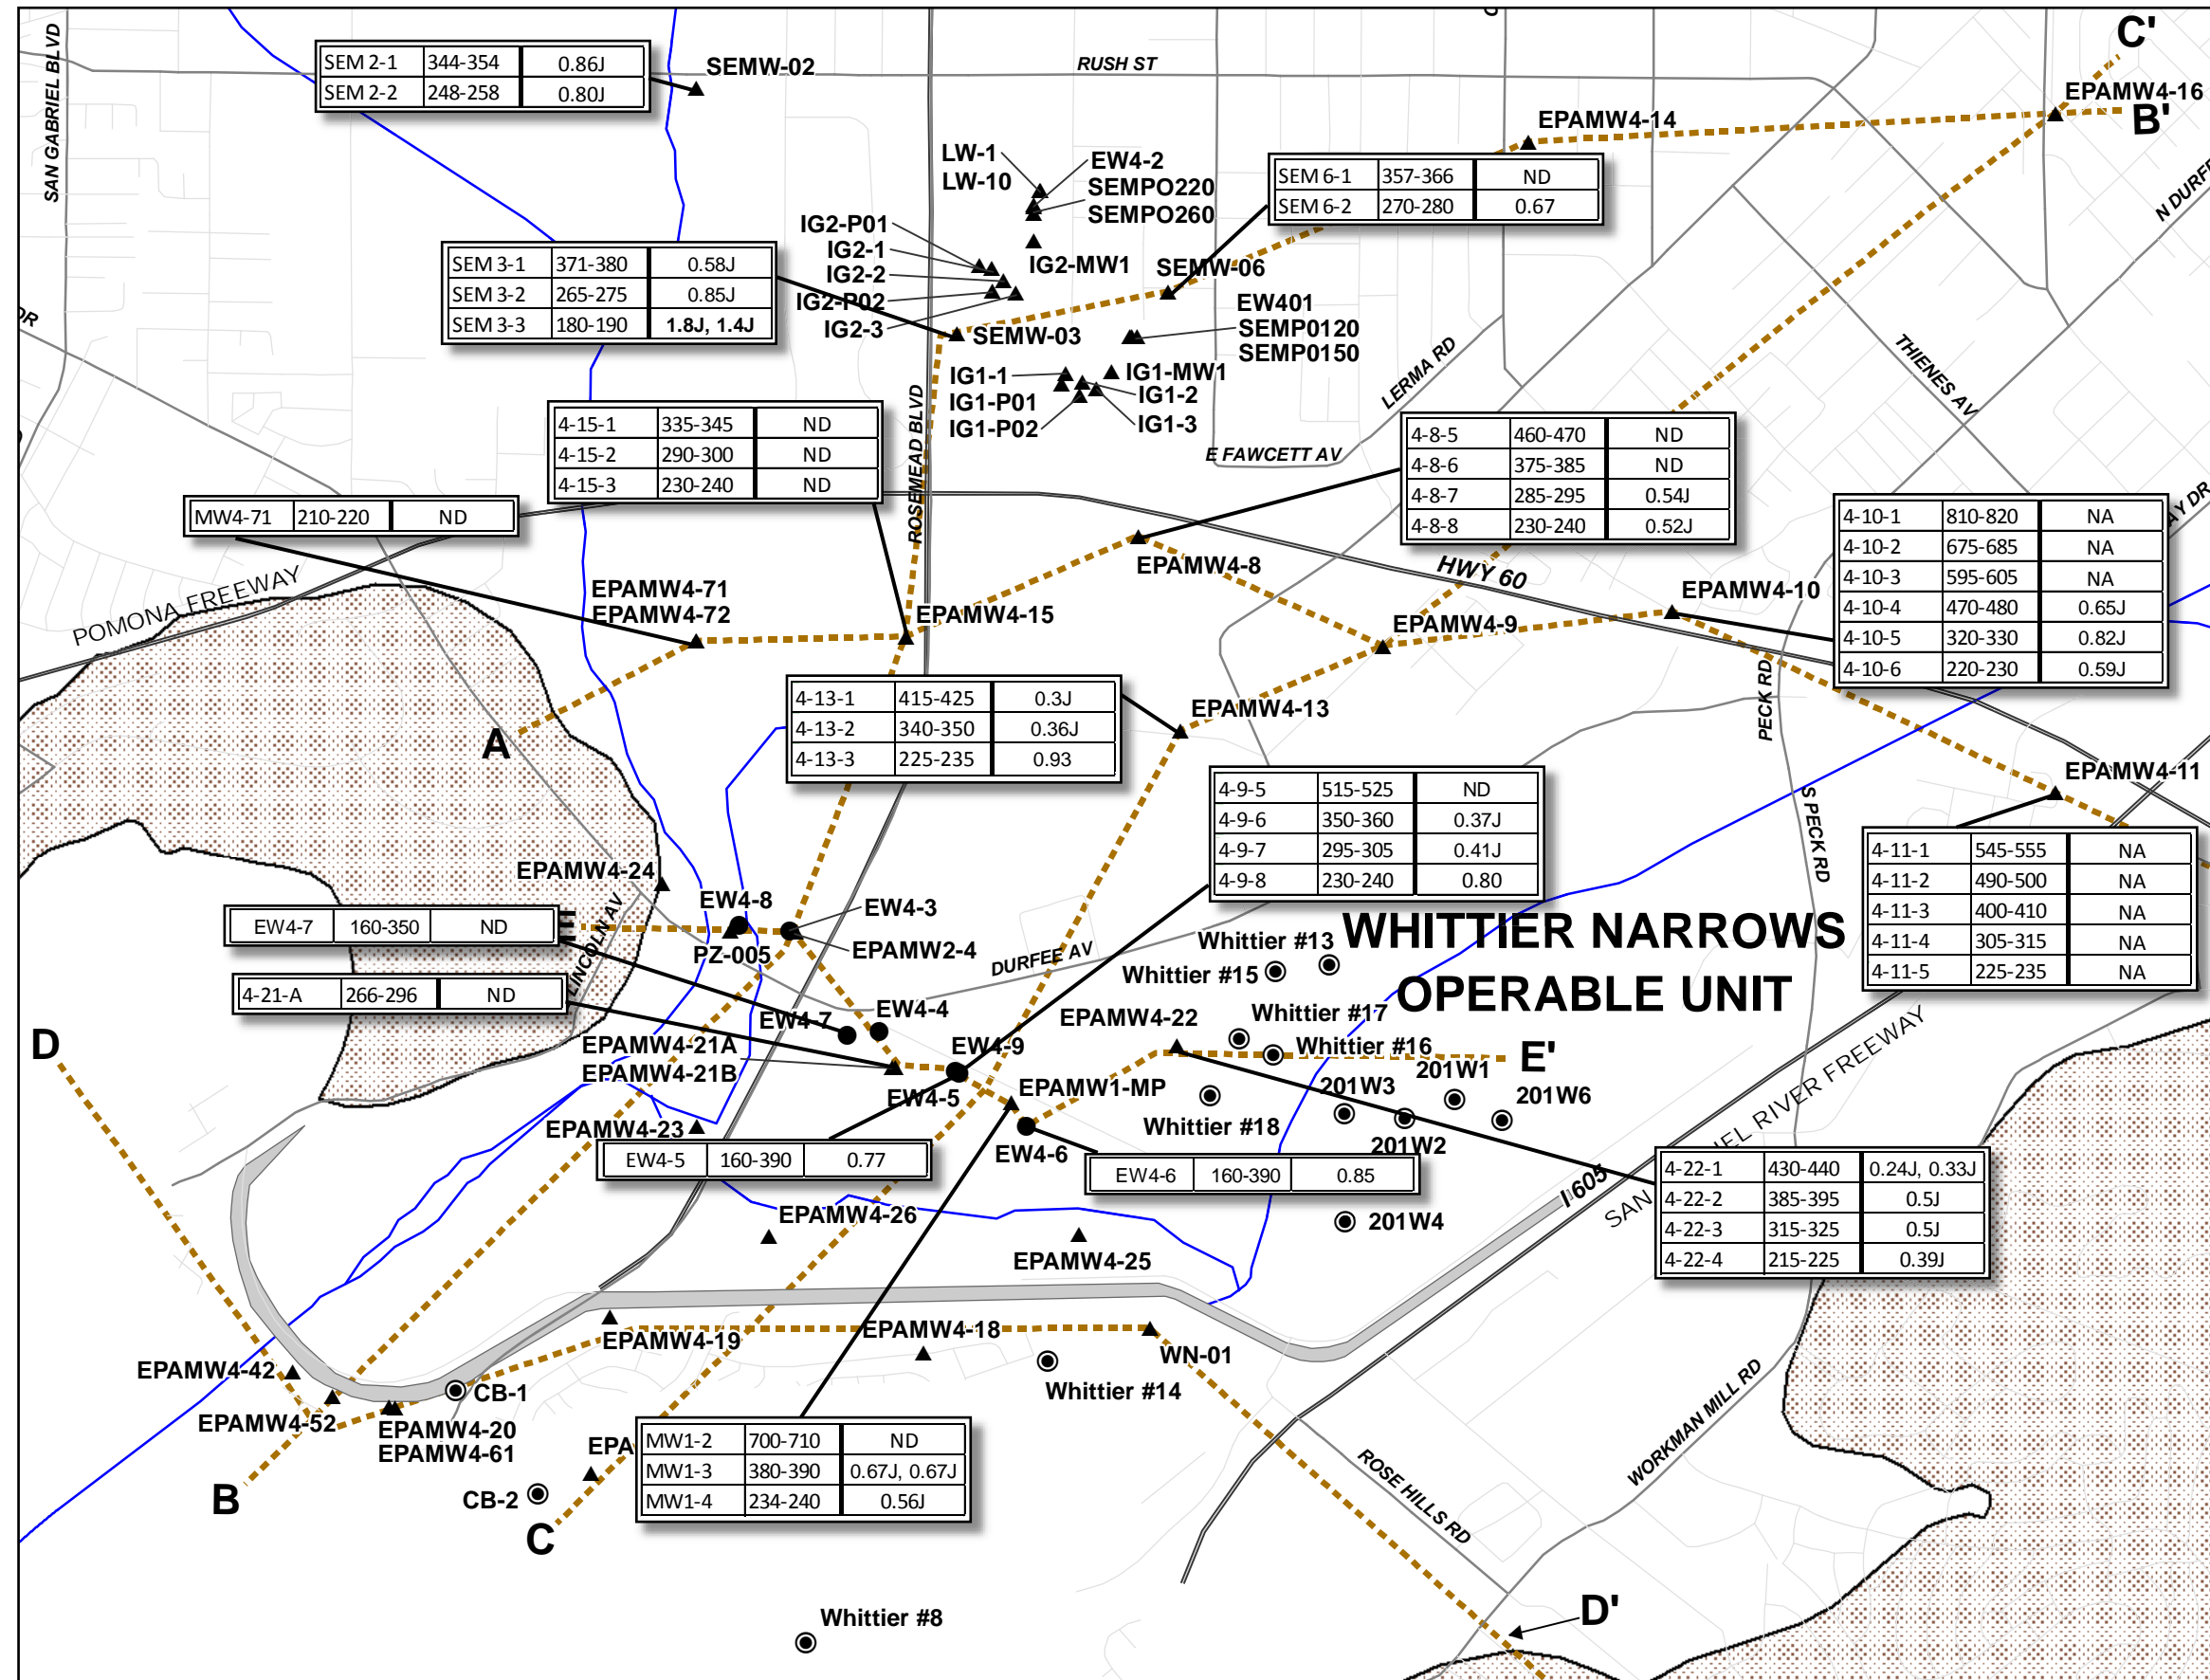 C'
SAN GABRIEL BLVD
SEM 2-1 344-354 0.86J
SEM 2-2 248-258 0.80J
SEMW-02
RUSH ST
EPAMW4-16
B'
EPAMW4-14
N DURFE
LW-1
LW-10
EW4-2
SEMPO220
SEMPO260
SEM 6-1 357-366 ND
SEM 6-2 270-280 0.67
IG2-P01
IG2-1
IG2-2
IG2-P02
IG2-3
IG2-MW1
SEMW-06
SEM 3-1 371-380 0.58J
SEM 3-2 265-275 0.85J
SEM 3-3 180-190 1.8J, 1.4J
DR
SEMW-03
EW401
SEMP0120
SEMP0150
IG1-1
IG1-P01
IG1-P02
IG1-MW1
IG1-2
IG1-3
LERMA RD
THIENES AV
ROSEMEAD BLVD
E FAWCETT AV
4-15-1 335-345 ND
4-15-2 290-300 ND
4-15-3 230-240 ND
4-8-5 460-470 ND
4-8-6 375-385 ND
4-8-7 285-295 0.54J
4-8-8 230-240 0.52J
MW4-71 210-220 ND
4-10-1 810-820 NA
4-10-2 675-685 NA
4-10-3 595-605 NA
4-10-4 470-480 0.65J
4-10-5 320-330 0.82J
4-10-6 220-230 0.59J
AY DR
POMONA FREEWAY
EPAMW4-71
EPAMW4-72
EPAMW4-15
EPAMW4-8
HWY 60
EPAMW4-9
EPAMW4-10
PECK RD
A
4-13-1 415-425 0.3J
4-13-2 340-350 0.36J
4-13-3 225-235 0.93
EPAMW4-13
EPAMW4-11
S PECK RD
4-9-5 515-525 ND
4-9-6 350-360 0.37J
4-9-7 295-305 0.41J
4-9-8 230-240 0.80
4-11-1 545-555 NA
4-11-2 490-500 NA
4-11-3 400-410 NA
4-11-4 305-315 NA
4-11-5 225-235 NA
EPAMW4-24
EW4-8
EW4-3
EPAMW2-4
PZ-005
EW4-7 160-350 ND
LINCOLN AV
DURFEE AV
Whittier #13
Whittier #15
WHITTIER NARROWS
OPERABLE UNIT
4-21-A 266-296 ND
D
EW4-7
EW4-4
EPAMW4-21A
EPAMW4-21B
EW4-9
EW4-5
EPAMW4-22
Whittier #17
Whittier #16
E'
EPAMW1-MP
201W3
201W1
201W6
201W2
Whittier #18
EPAMW4-23
EW4-5 160-390 0.77
EW4-6
EW4-6 160-390 0.85
I 605
SAN
IEL RIVER FREEWAY
4-22-1 430-440 0.24J, 0.33J
4-22-2 385-395 0.5J
4-22-3 315-325 0.5J
4-22-4 215-225 0.39J
EPAMW4-26
EPAMW4-25
201W4
EPAMW4-19
EPAMW4-18
WN-01
Whittier #14
EPAMW4-42
CB-1
EPAMW4-52
EPAMW4-20
EPAMW4-61
B
CB-2
C
EPA
MW1-2 700-710 ND
MW1-3 380-390 0.67J, 0.67J
MW1-4 234-240 0.56J
ROSE HILLS RD
WORKMAN MILL RD
Whittier #8
D'